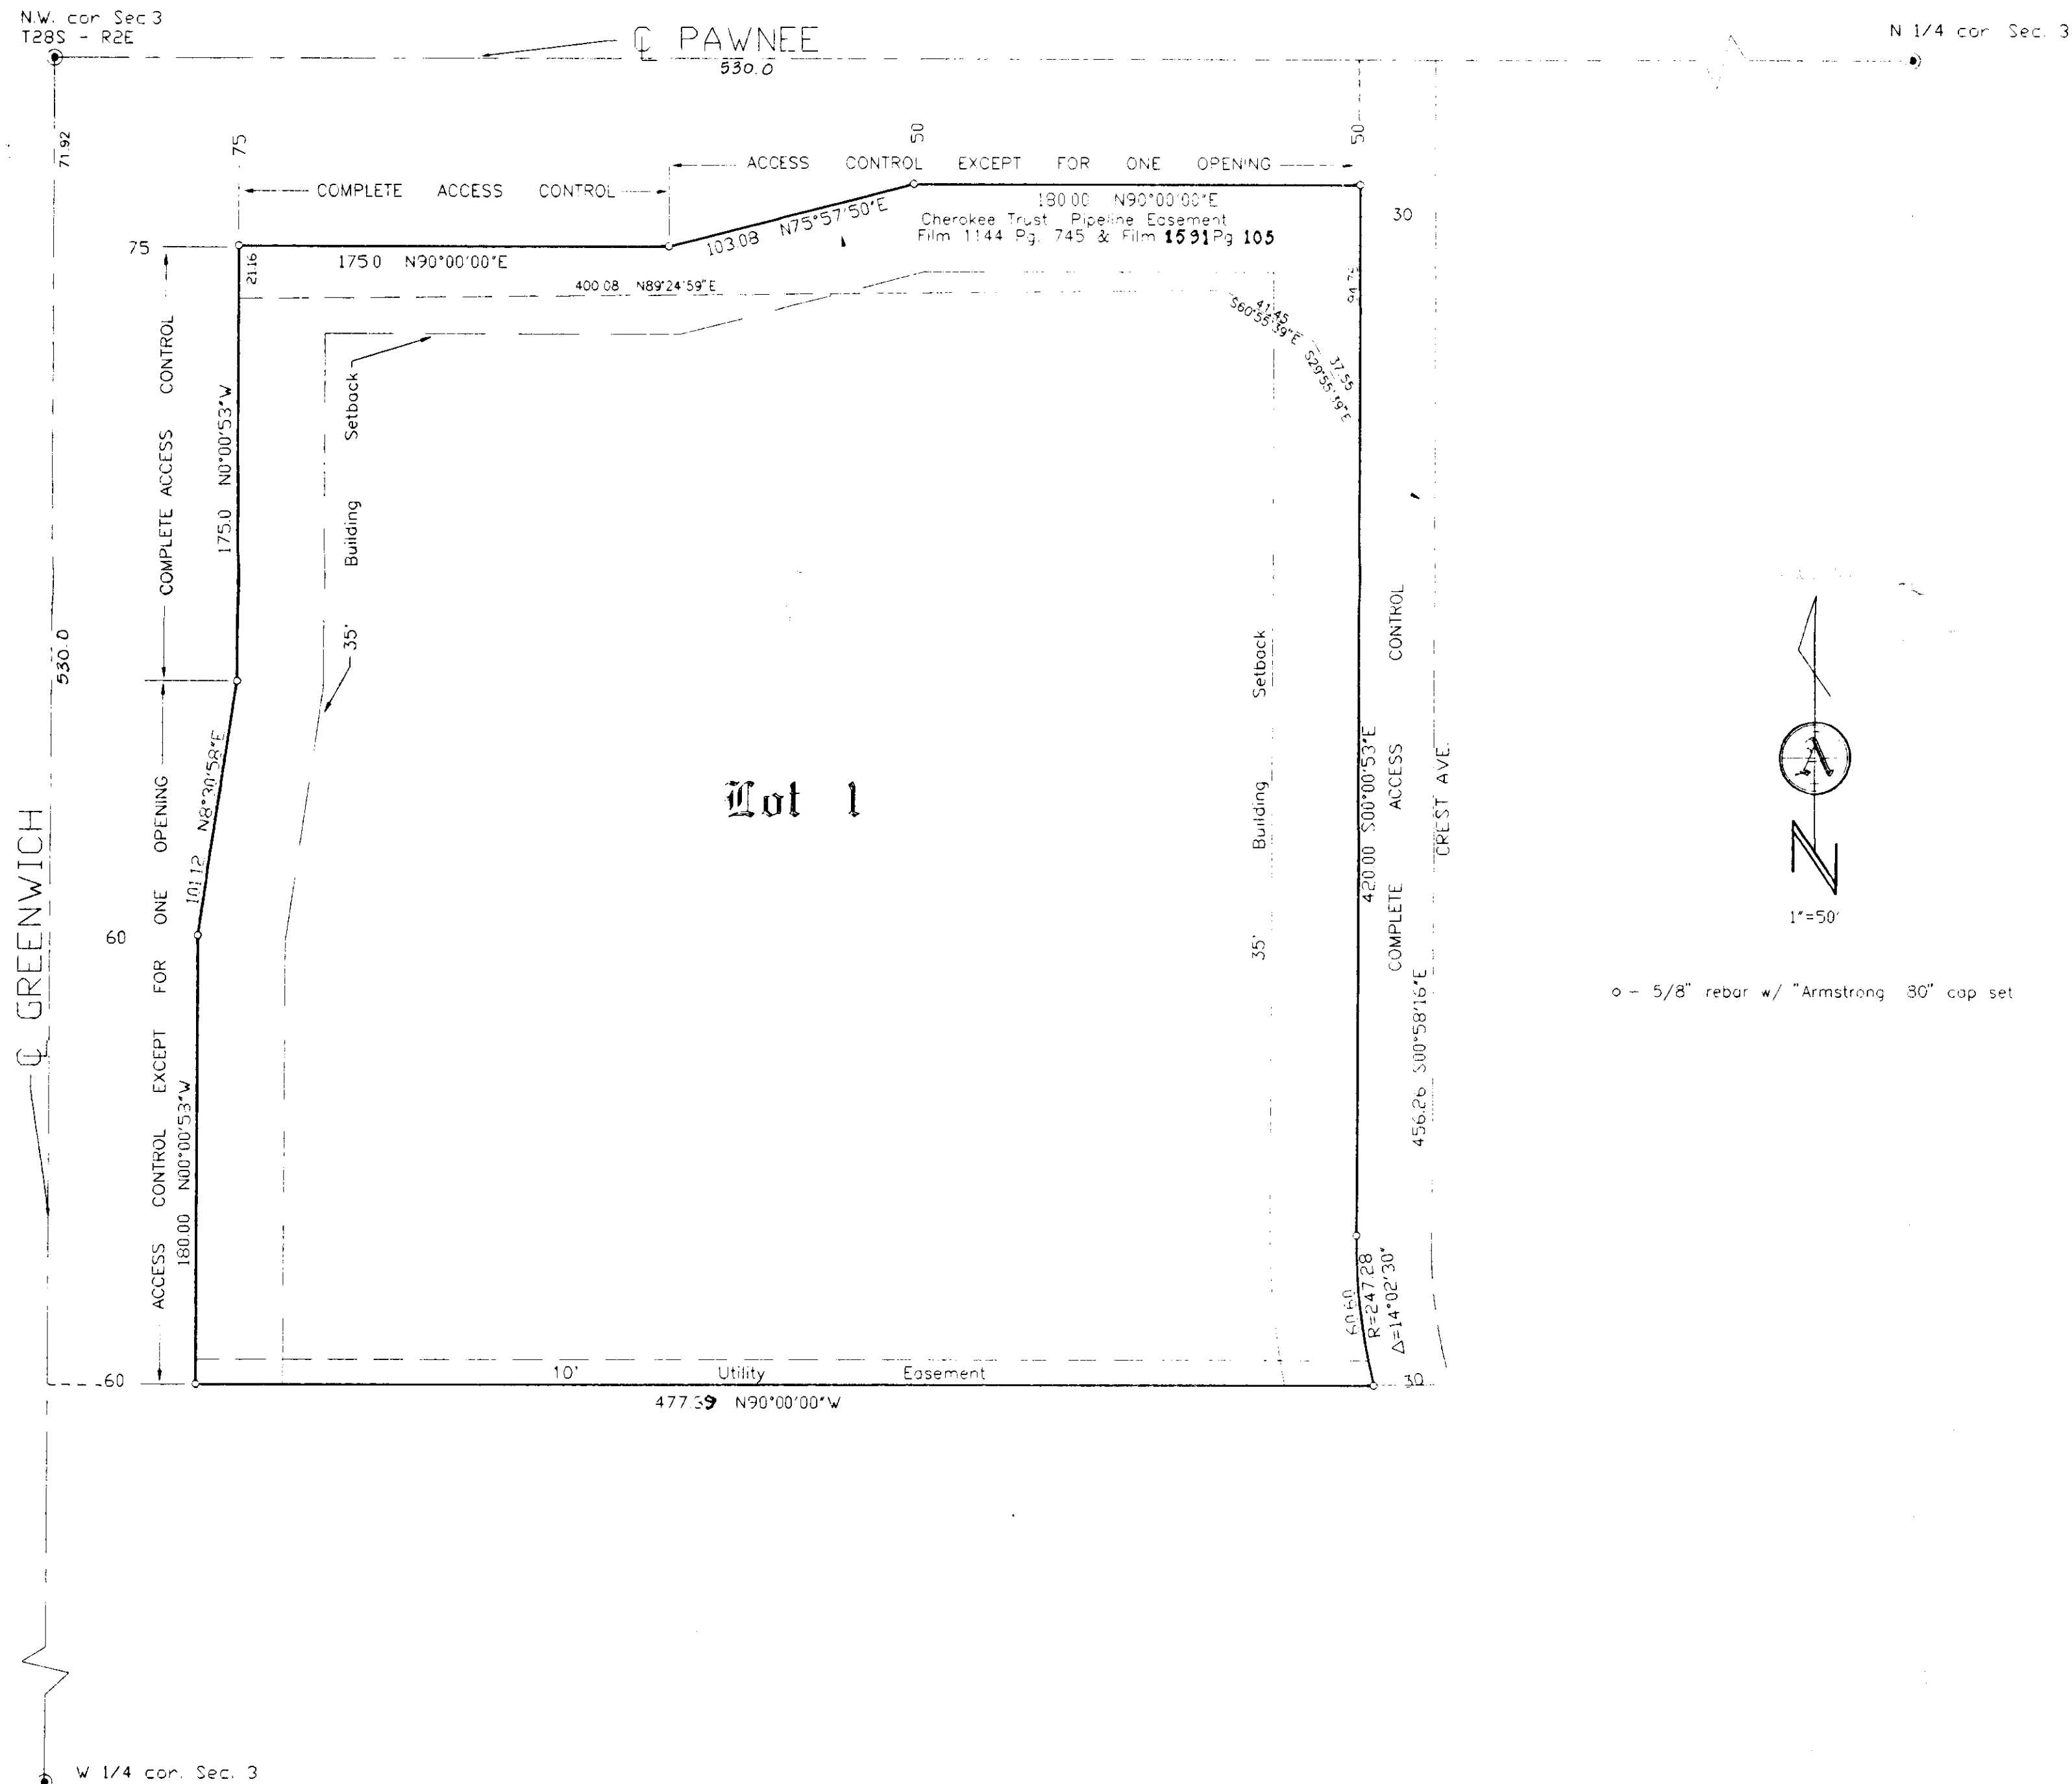 N.W. cor Sec 3
T28S - R2E
℄ PAWNEE
530.0
N 1/4 cor Sec. 3
71.92
75
50
50
ACCESS CONTROL EXCEPT FOR ONE OPENING
COMPLETE ACCESS CONTROL
75
175.0 N90°00'00"E
103.08 N75°57'50"E
180.00 N90°00'00"E
Cherokee Trust Pipeline Easement
Film 1144 Pg. 745 & Film 1591 Pg 105
30
21.16
400.08 N89°24'59"E
94.75
41.45
S60°55'39"E
37.55
S29°55'39"E
COMPLETE ACCESS CONTROL
175.0 N0°00'53"W
35' Building Setback
530.0
N8°30'58"E
101.12
℄ GREENWICH
60
ACCESS CONTROL EXCEPT FOR ONE OPENING
180.00 N00°00'53"W
Lot 1
35' Building Setback
420.00 S00°00'53"E
COMPLETE ACCESS CONTROL
CREST AVE.
456.26 S00°58'16"E
N
1"=50'
o - 5/8" rebar w/ "Armstrong 80" cap set
60.60
R=247.28
Δ=14°02'30"
60
10' Utility Easement
30
477.39 N90°00'00"W
W 1/4 cor. Sec. 3